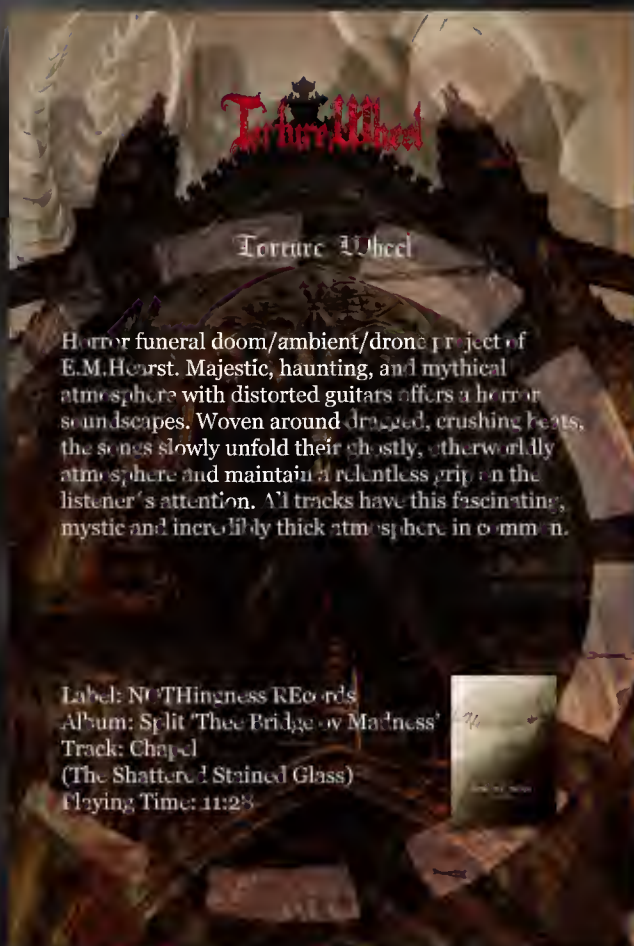 Torture Wheel
Torture Wheel
Horror funeral doom/ambient/drone project of
E.M.Hearst. Majestic, haunting, and mythical
atmosphere with distorted guitars offers a horror
soundscapes. Woven around dragged, crushing beats,
the songs slowly unfold their ghostly, otherworldly
atmosphere and maintain a relentless grip on the
listener´s attention. All tracks have this fascinating,
mystic and incredibly thick atmosphere in common.
Label: NOTHingness REcords
Album: Split 'Thee Bridge ov Madness'
Track: Chapel
(The Shattered Stained Glass)
Playing Time: 11:28